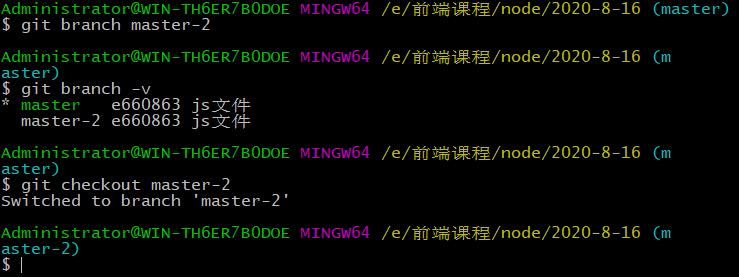 Administrator@WIN-TH6ER7B0DOE MINGW64 /e/前端课程/node/2020-8-16 (master)
$ git branch master-2
Administrator@WIN-TH6ER7B0DOE MINGW64 /e/前端课程/node/2020-8-16 (m
aster)
$ git branch -v
* master   e660863 js文件
  master-2 e660863 js文件
Administrator@WIN-TH6ER7B0DOE MINGW64 /e/前端课程/node/2020-8-16 (m
aster)
$ git checkout master-2
Switched to branch 'master-2'
Administrator@WIN-TH6ER7B0DOE MINGW64 /e/前端课程/node/2020-8-16 (m
aster-2)
$